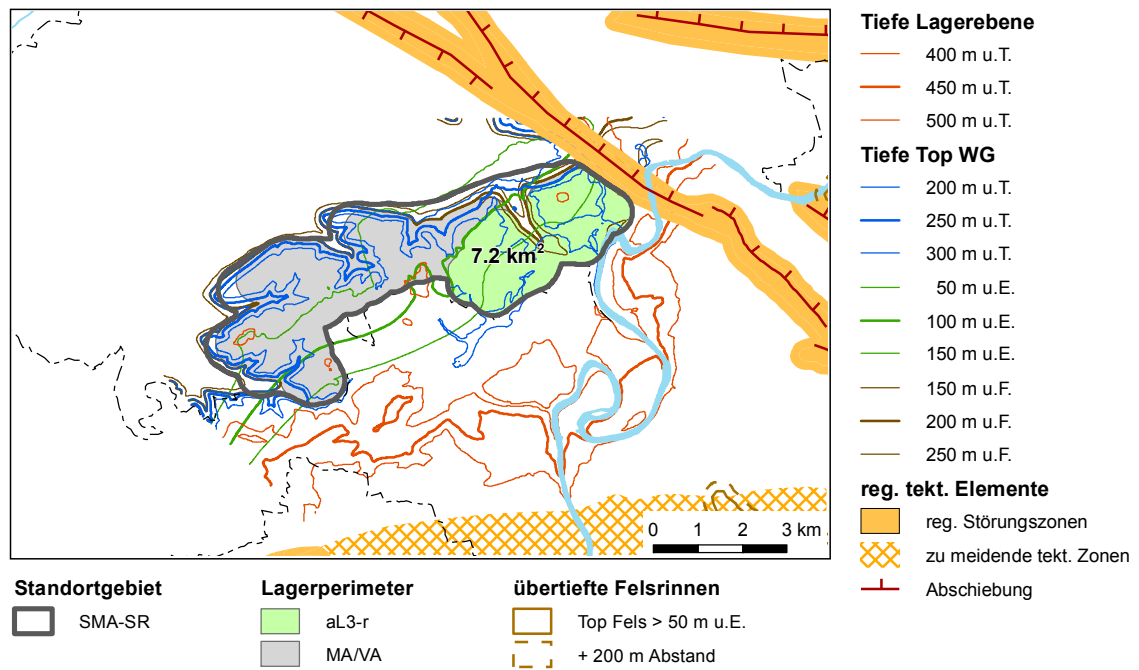 7.2 km²
0 1 2 3 km
Tiefe Lagerebene
400 m u.T.
450 m u.T.
500 m u.T.
Tiefe Top WG
200 m u.T.
250 m u.T.
300 m u.T.
50 m u.E.
100 m u.E.
150 m u.E.
150 m u.F.
200 m u.F.
250 m u.F.
reg. tekt. Elemente
reg. Störungszonen
zu meidende tekt. Zonen
Abschiebung
Standortgebiet
SMA-SR
Lagerperimeter
aL3-r
MA/VA
übertiefte Felsrinnen
Top Fels > 50 m u.E.
+ 200 m Abstand